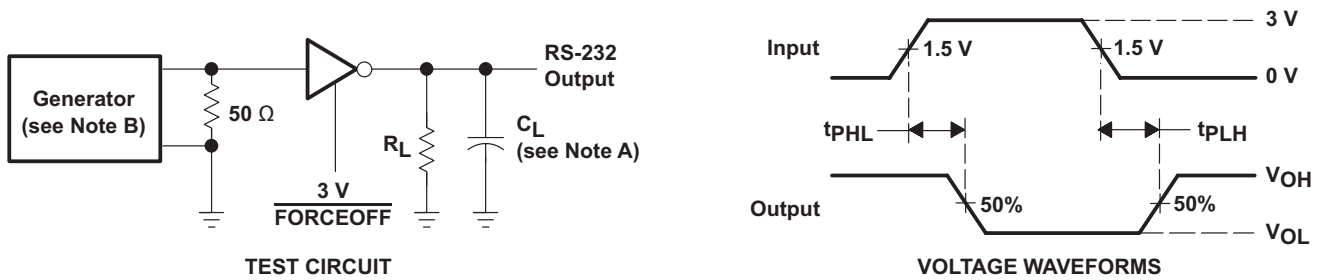 Generator
(see Note B)
50 Ω
3 V
FORCEOFF
RL
CL
(see Note A)
RS-232
Output
TEST CIRCUIT
Input
1.5 V
1.5 V
3 V
0 V
tPHL
tPLH
Output
50%
50%
VOH
VOL
VOLTAGE WAVEFORMS